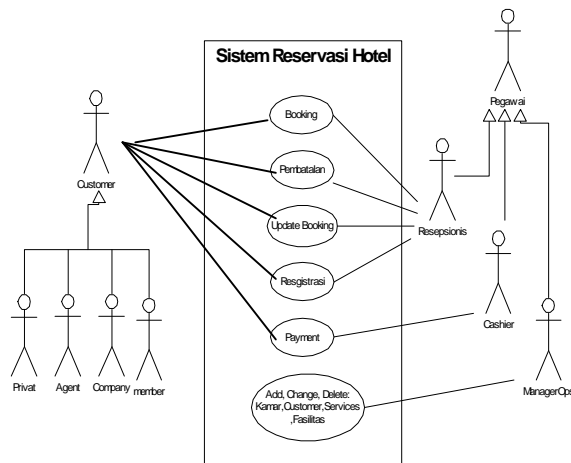 Sistem Reservasi Hotel
Pegawai
Booking
Customer
Pembatalan
Resepsionis
Update Booking
Resgistrasi
Payment
Cashier
Privat
Agent
Company
member
ManagerOps
Add, Change, Delete:
Kamar,Customer,Services
,Fasilitas